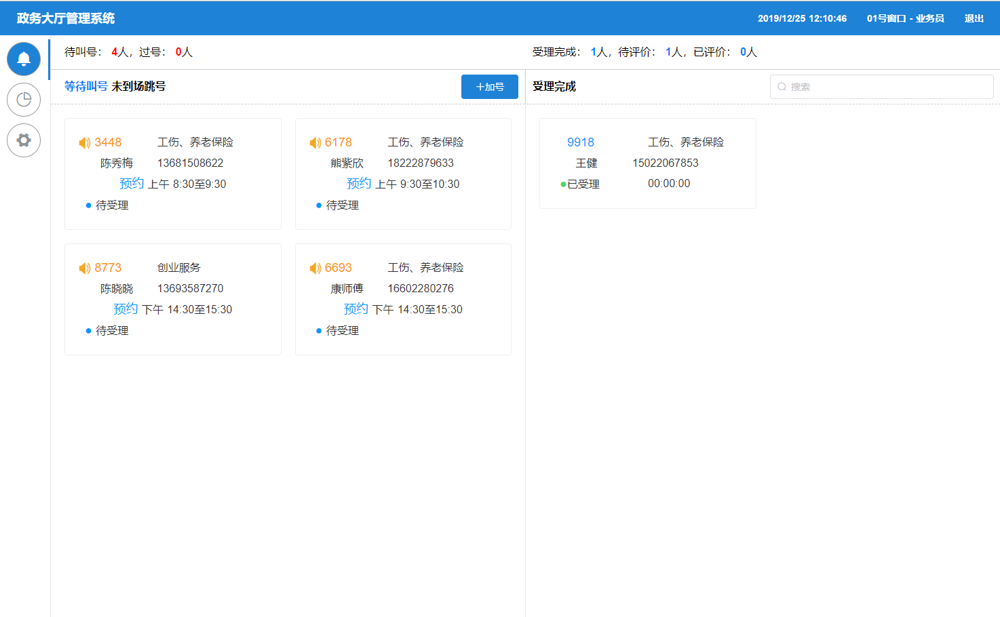 政务大厅管理系统 2019/12/25 12:10:46 01号窗口 - 业务员 退出
待叫号： 4人，过号： 0人
受理完成： 1人，待评价： 1人，已评价： 0人
等待叫号 未到场跳号 +加号
受理完成 搜索
3448 工伤、养老保险
陈秀梅 13681508622
预约 上午 8:30至9:30
待受理
6178 工伤、养老保险
熊紫欣 18222879633
预约 上午 9:30至10:30
待受理
8773 创业服务
陈晓晓 13693587270
预约 下午 14:30至15:30
待受理
6693 工伤、养老保险
康师傅 16602280276
预约 下午 14:30至15:30
待受理
9918 工伤、养老保险
王健 15022067853
已受理 00:00:00